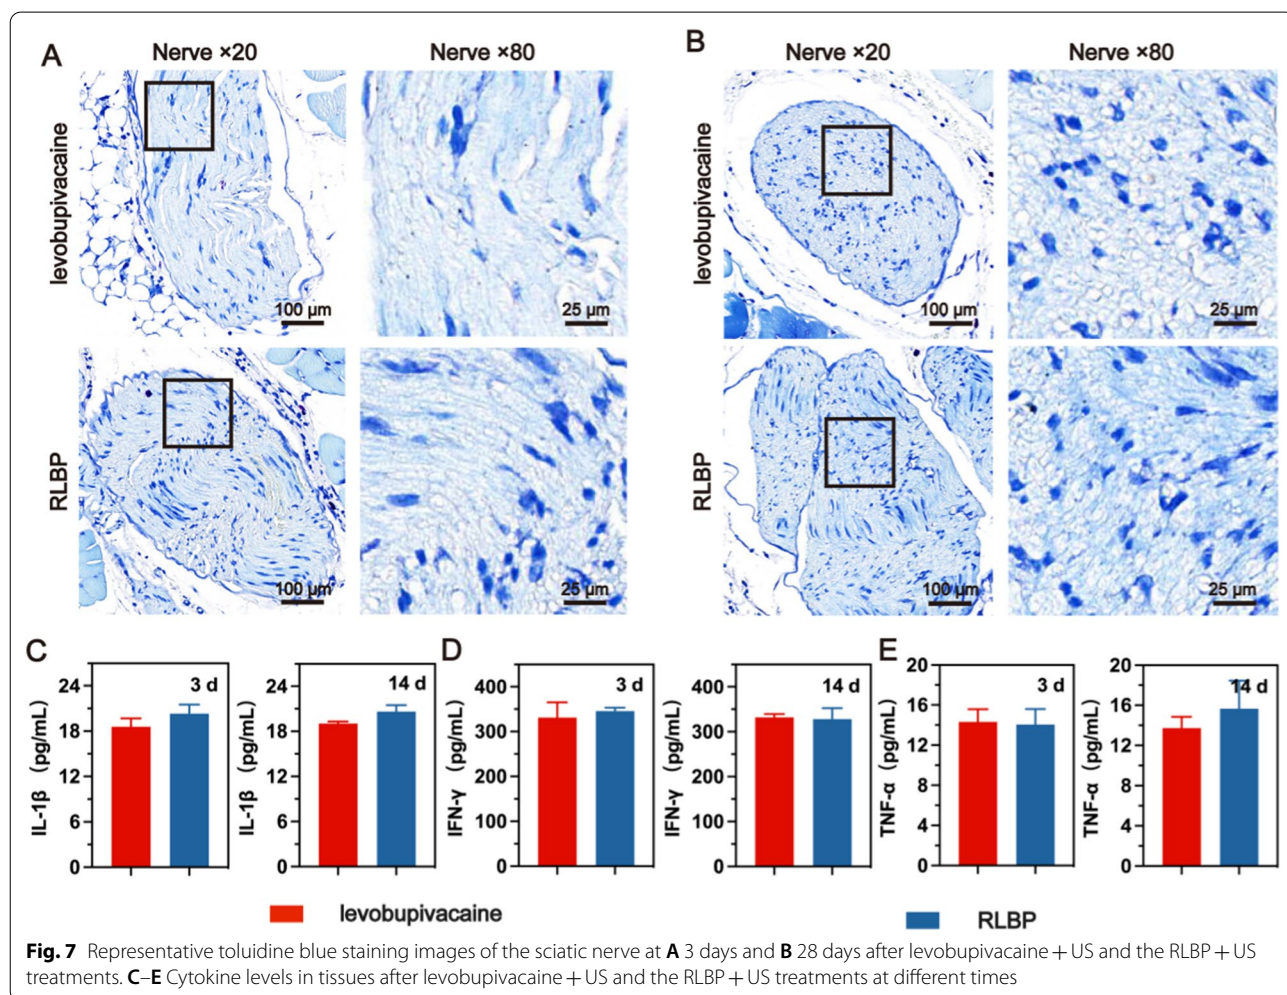 A
Nerve ×20
Nerve ×80
B
Nerve ×20
Nerve ×80
levobupivacaine
100 µm
25 µm
levobupivacaine
100 µm
25 µm
RLBP
100 µm
25 µm
RLBP
100 µm
25 µm
C
IL-1β (pg/mL)
24
18
12
6
0
3 d
IL-1β (pg/mL)
24
18
12
6
0
14 d
D
IFN-γ (pg/mL)
400
300
200
100
0
3 d
IFN-γ (pg/mL)
400
300
200
100
0
14 d
E
TNF-α (pg/mL)
20
16
12
8
4
0
3 d
TNF-α (pg/mL)
20
16
12
8
4
0
14 d
levobupivacaine
RLBP
Fig. 7 Representative toluidine blue staining images of the sciatic nerve at A 3 days and B 28 days after levobupivacaine + US and the RLBP + US
treatments. C–E Cytokine levels in tissues after levobupivacaine + US and the RLBP + US treatments at different times